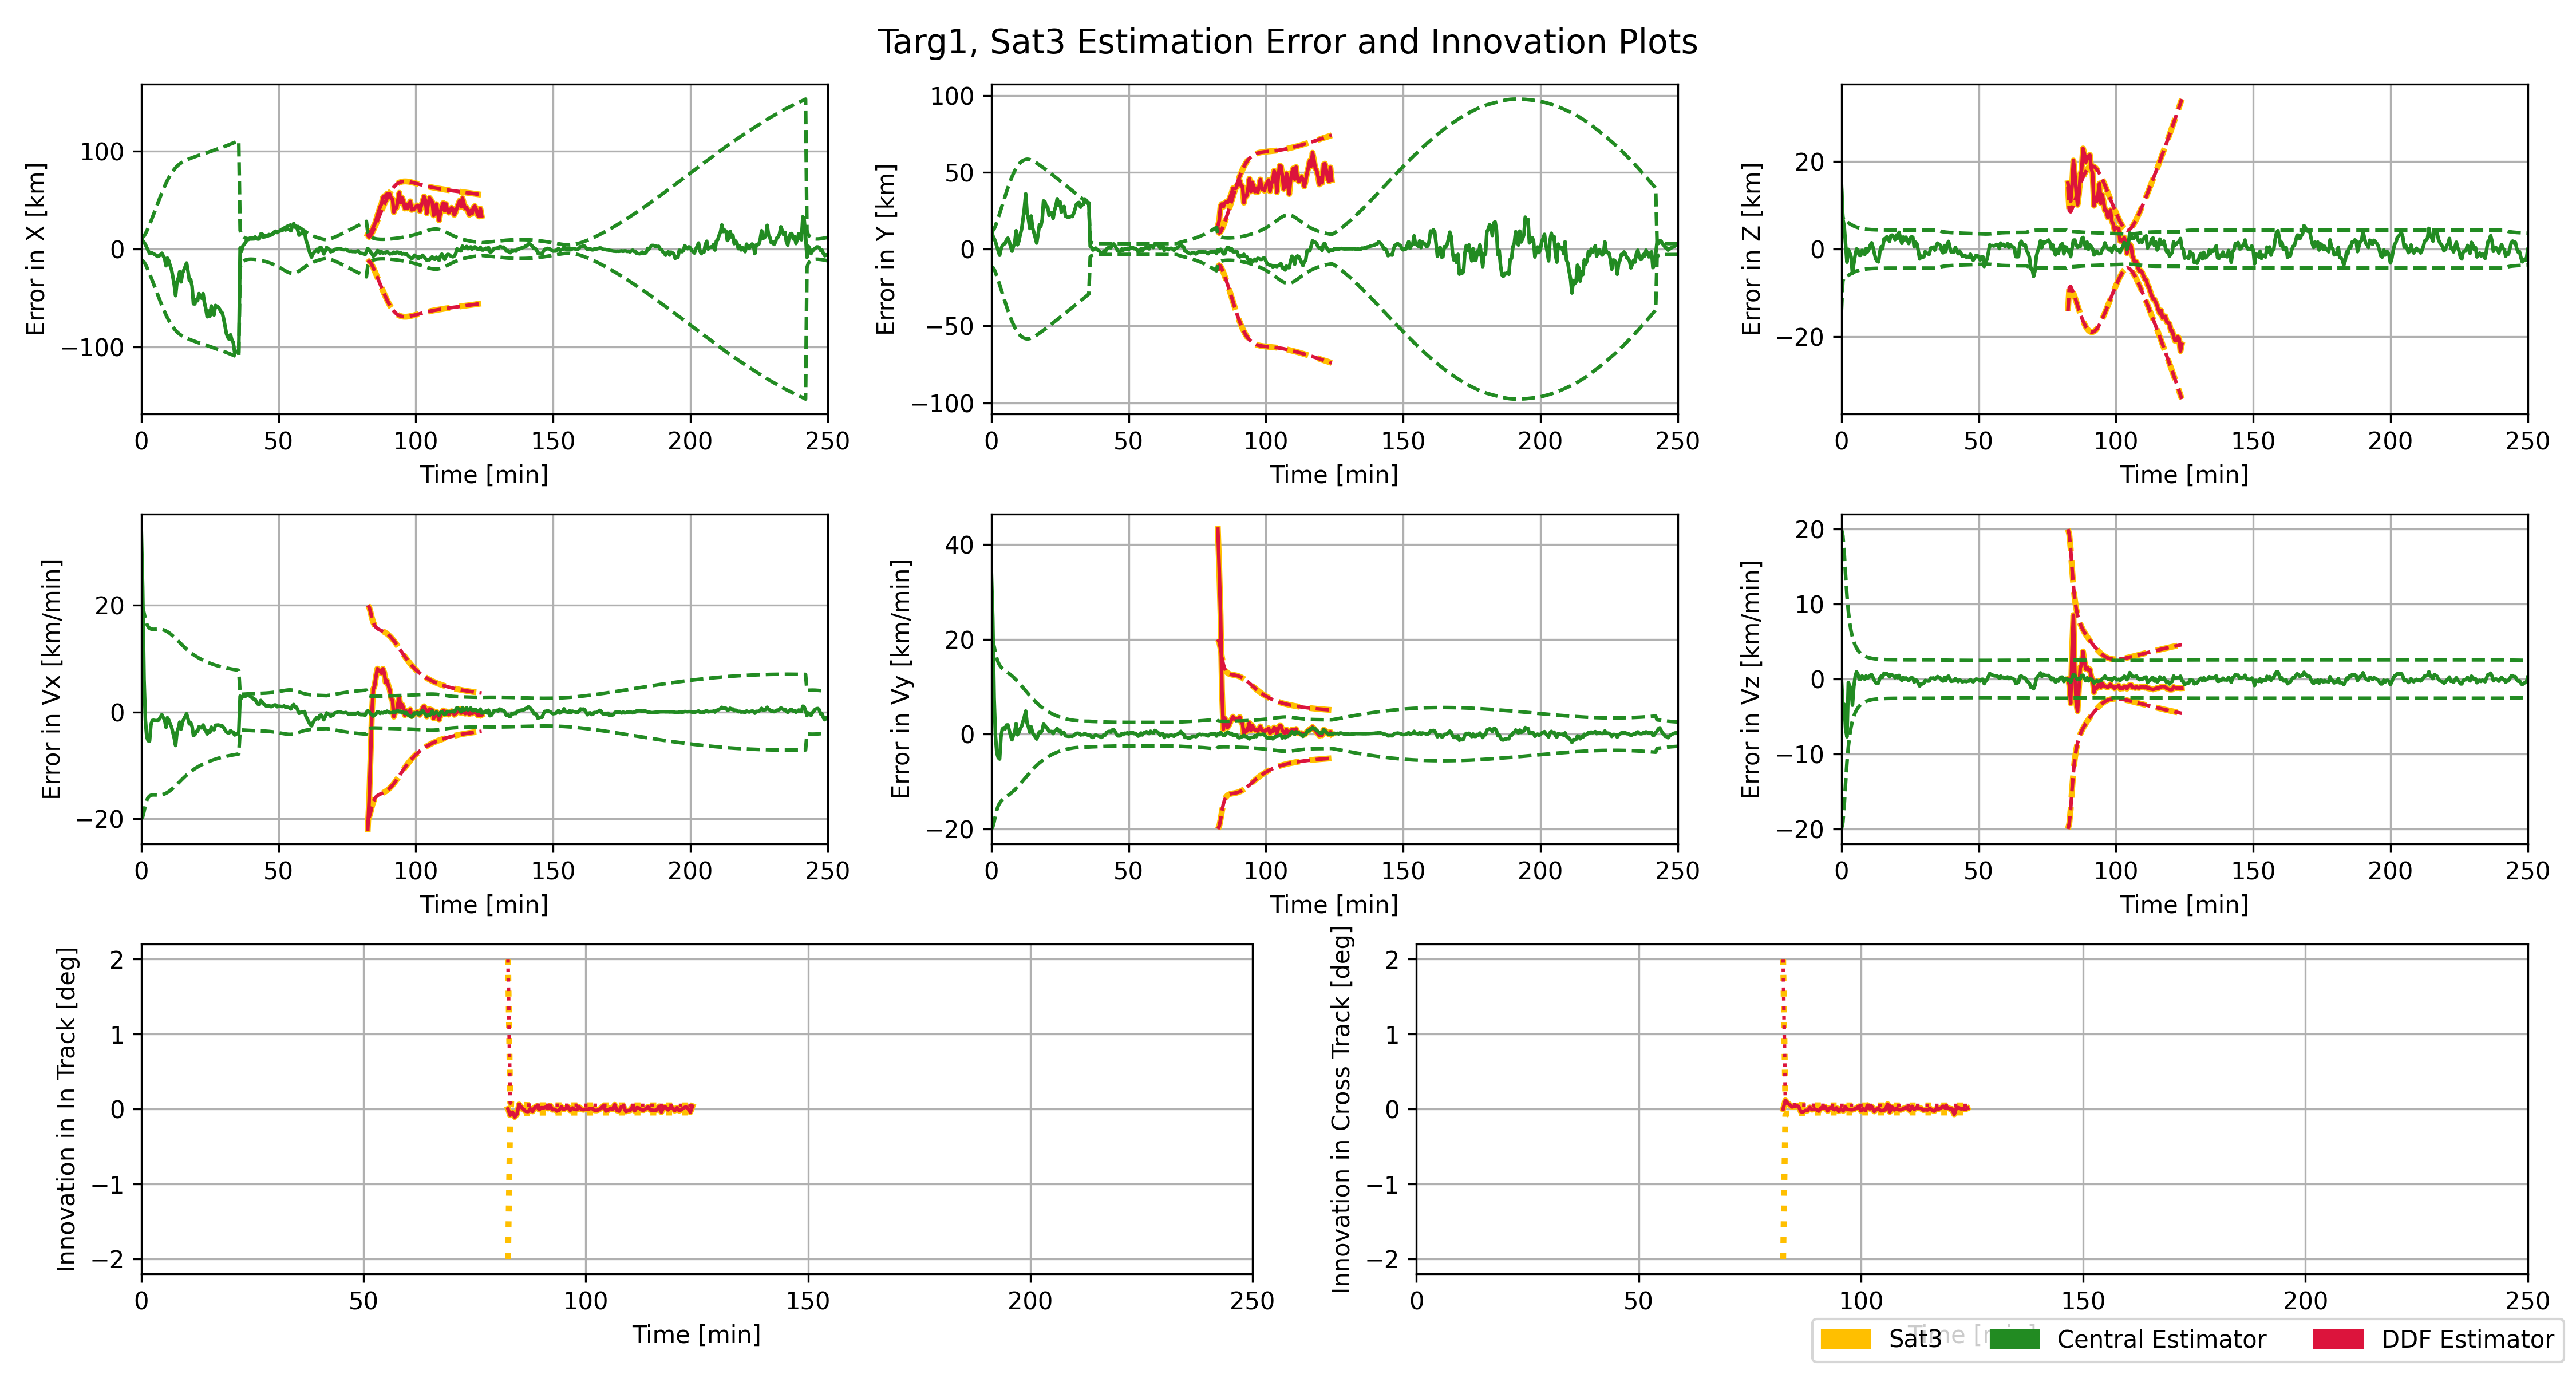 Targ1, Sat3 Estimation Error and Innovation Plots
Error in X [km]
100
0
−100
0 50 100 150 200 250
Time [min]
Error in Y [km]
100
50
0
−50
−100
0 50 100 150 200 250
Time [min]
Error in Z [km]
20
0
−20
0 50 100 150 200 250
Time [min]
Error in Vx [km/min]
20
0
−20
0 50 100 150 200 250
Time [min]
Error in Vy [km/min]
40
20
0
−20
0 50 100 150 200 250
Time [min]
Error in Vz [km/min]
20
10
0
−10
−20
0 50 100 150 200 250
Time [min]
Innovation in In Track [deg]
2
1
0
−1
−2
0 50 100 150 200 250
Time [min]
Innovation in Cross Track [deg]
2
1
0
−1
−2
0 50 100 150 200 250
Time [min]
Sat3 Central Estimator DDF Estimator